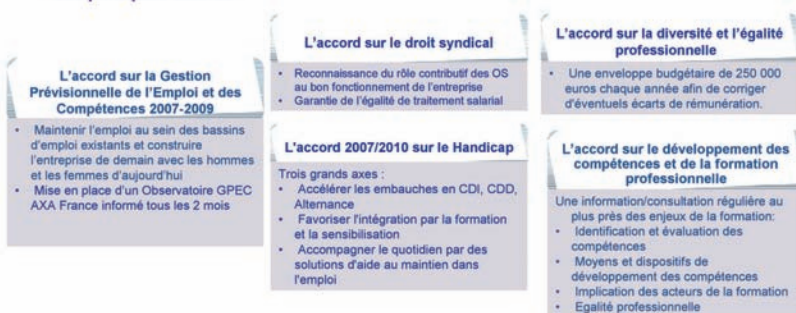 L'accord sur la Gestion
Prévisionnelle de l'Emploi et des
Compétences 2007-2009
• Maintenir l'emploi au sein des bassins
d'emploi existants et construire
l'entreprise de demain avec les hommes
et les femmes d'aujourd'hui
• Mise en place d'un Observatoire GPEC
AXA France informé tous les 2 mois
L'accord sur le droit syndical
• Reconnaissance du rôle contributif des OS
au bon fonctionnement de l'entreprise
• Garantie de l'égalité de traitement salarial
L'accord 2007/2010 sur le Handicap
Trois grands axes :
• Accélérer les embauches en CDI, CDD,
Alternance
• Favoriser l'intégration par la formation
et la sensibilisation
• Accompagner le quotidien par des
solutions d'aide au maintien dans
l'emploi
L'accord sur la diversité et l'égalité
professionnelle
• Une enveloppe budgétaire de 250 000
euros chaque année afin de corriger
d'éventuels écarts de rémunération.
L'accord sur le développement des
compétences et de la formation
professionnelle
Une information/consultation régulière au
plus près des enjeux de la formation:
• Identification et évaluation des
compétences
• Moyens et dispositifs de
développement des compétences
• Implication des acteurs de la formation
• Egalité professionnelle